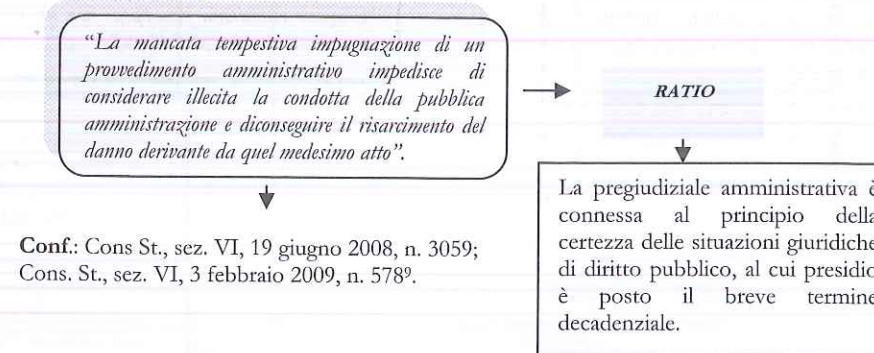 “La mancata tempestiva impugnazione di un
provvedimento amministrativo impedisce di
considerare illecita la condotta della pubblica
amministrazione e diconseguire il risarcimento del
danno derivante da quel medesimo atto”.
RATIO
La pregiudiziale amministrativa è
connessa al principio della
certezza delle situazioni giuridiche
di diritto pubblico, al cui presidio
è posto il breve termine
decadenziale.
Conf.: Cons St., sez. VI, 19 giugno 2008, n. 3059;
Cons. St., sez. VI, 3 febbraio 2009, n. 578⁹.